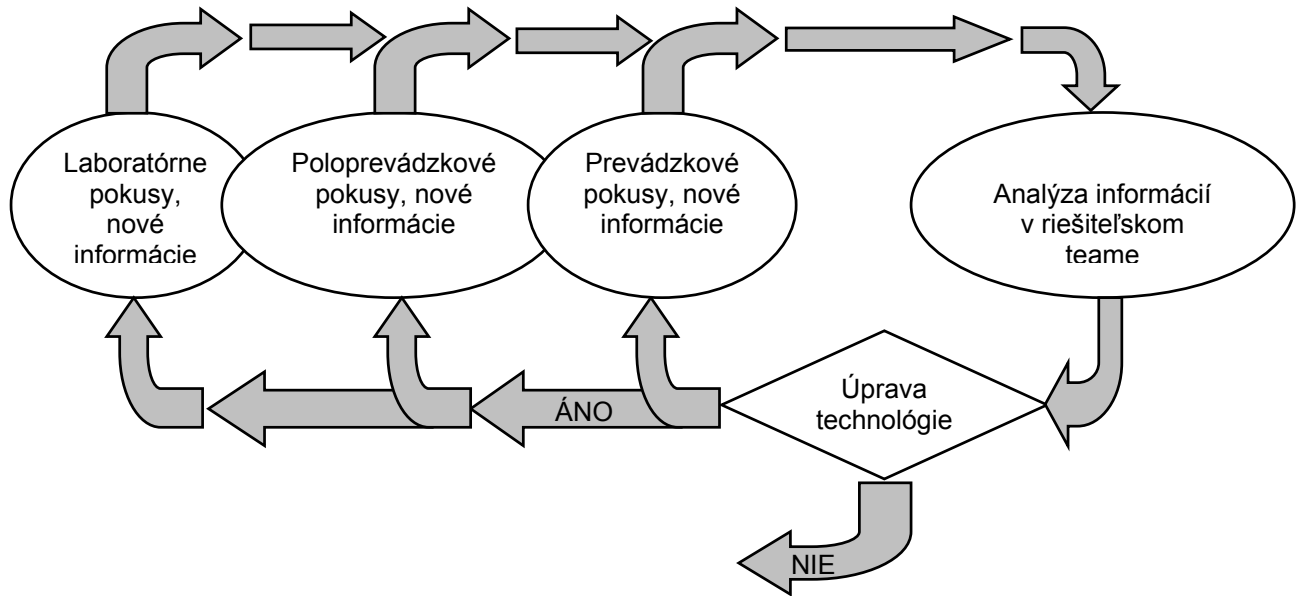 Laboratórne
pokusy,
nové
informácie
Poloprevádzkové
pokusy, nové
informácie
Prevádzkové
pokusy, nové
informácie
Analýza informácií
v riešiteľskom
teame
Úprava
technológie
ÁNO
NIE